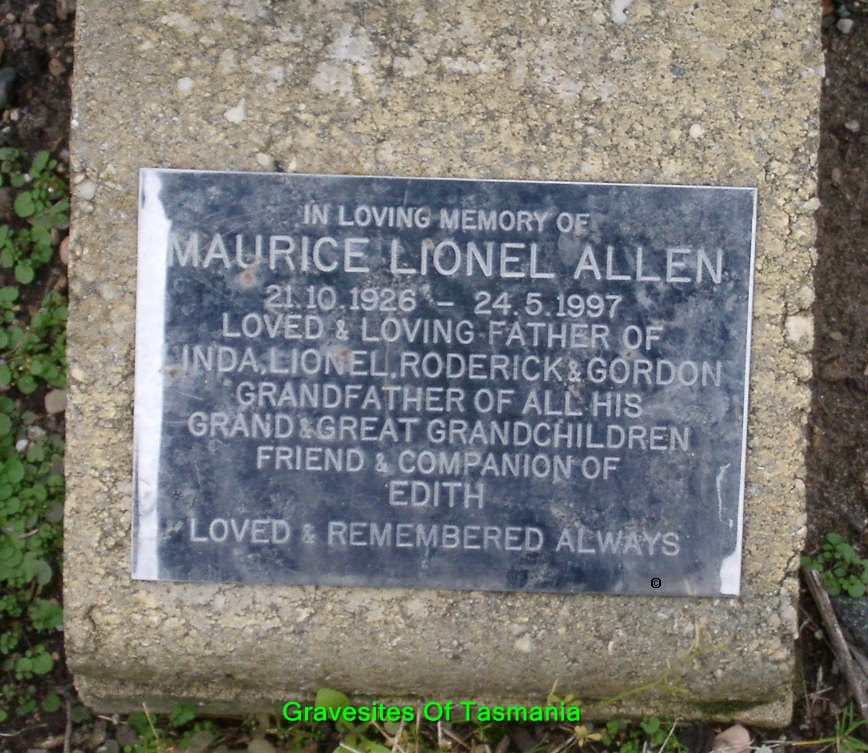 IN LOVING MEMORY OF
MAURICE LIONEL ALLEN
21.10.1926 - 24.5.1997
LOVED & LOVING FATHER OF
LINDA, LIONEL, RODERICK & GORDON
GRANDFATHER OF ALL HIS
GRAND & GREAT GRANDCHILDREN
FRIEND & COMPANION OF
EDITH
LOVED & REMEMBERED ALWAYS
©
Gravesites Of Tasmania